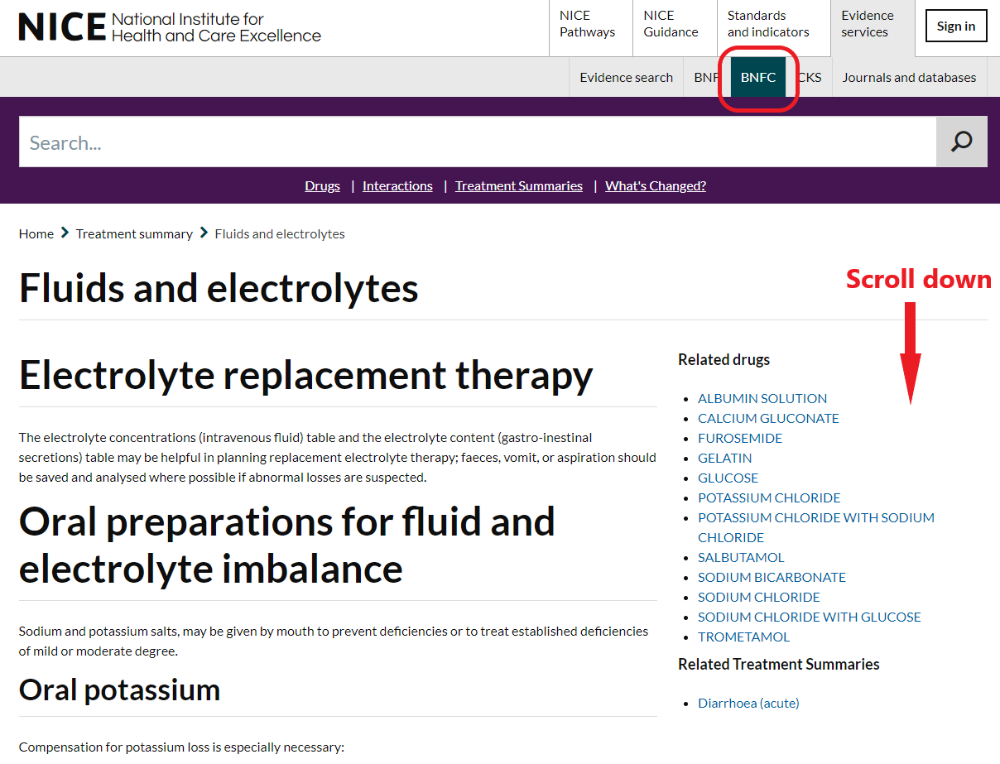 NICE National Institute for
Health and Care Excellence
NICE
Pathways
NICE
Guidance
Standards
and indicators
Evidence
services
Sign in
Evidence search
BNF
BNFC
CKS
Journals and databases
Search...
Drugs | Interactions | Treatment Summaries | What's Changed?
Home > Treatment summary > Fluids and electrolytes
Fluids and electrolytes
Scroll down
Electrolyte replacement therapy
The electrolyte concentrations (intravenous fluid) table and the electrolyte content (gastro-inestinal
secretions) table may be helpful in planning replacement electrolyte therapy; faeces, vomit, or aspiration should
be saved and analysed where possible if abnormal losses are suspected.
Oral preparations for fluid and
electrolyte imbalance
Sodium and potassium salts, may be given by mouth to prevent deficiencies or to treat established deficiencies
of mild or moderate degree.
Oral potassium
Compensation for potassium loss is especially necessary:
Related drugs
ALBUMIN SOLUTION
CALCIUM GLUCONATE
FUROSEMIDE
GELATIN
GLUCOSE
POTASSIUM CHLORIDE
POTASSIUM CHLORIDE WITH SODIUM
CHLORIDE
SALBUTAMOL
SODIUM BICARBONATE
SODIUM CHLORIDE
SODIUM CHLORIDE WITH GLUCOSE
TROMETAMOL
Related Treatment Summaries
Diarrhoea (acute)